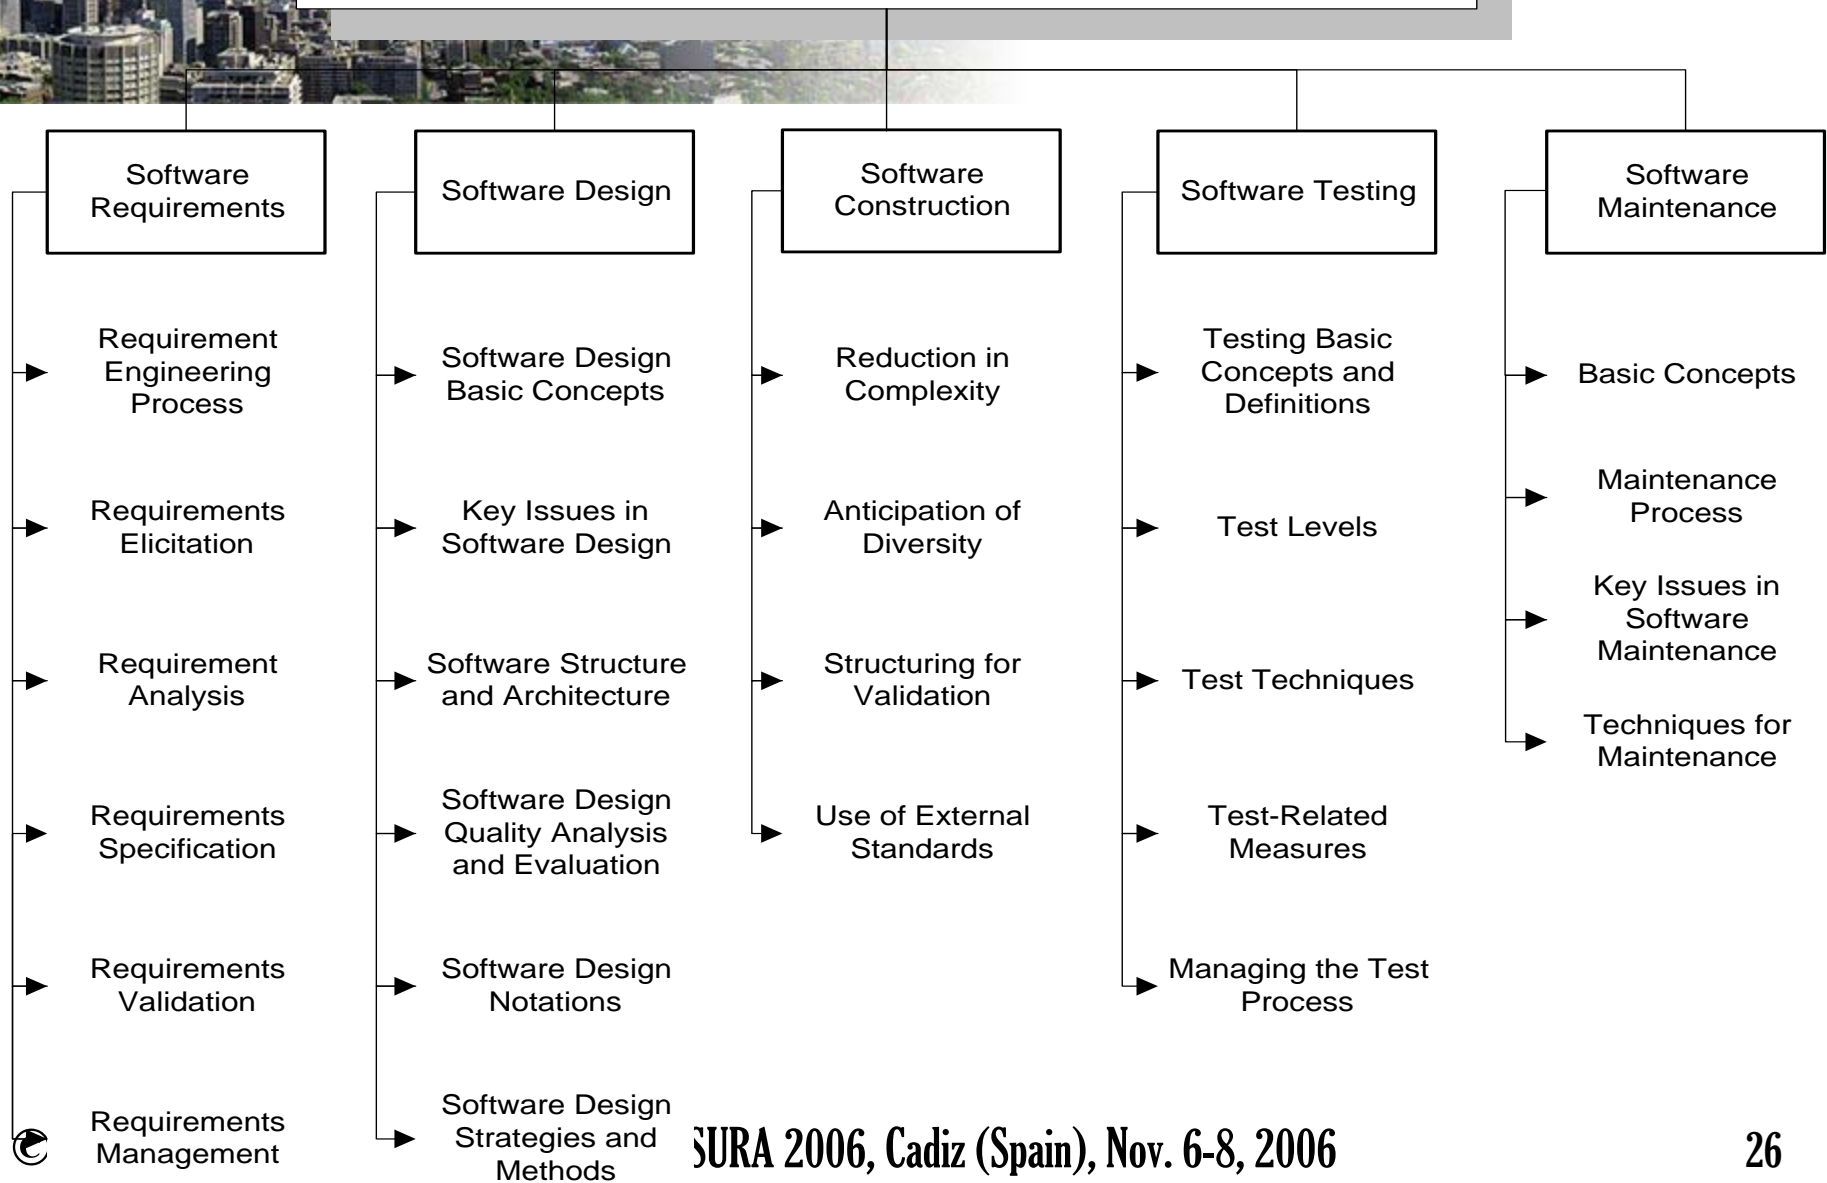 Software
Requirements
Requirement
Engineering
Process
Requirements
Elicitation
Requirement
Analysis
Requirements
Specification
Requirements
Validation
Requirements
Management
Software Design
Software Design
Basic Concepts
Key Issues in
Software Design
Software Structure
and Architecture
Software Design
Quality Analysis
and Evaluation
Software Design
Notations
Software Design
Strategies and
Methods
Software
Construction
Reduction in
Complexity
Anticipation of
Diversity
Structuring for
Validation
Use of External
Standards
Software Testing
Testing Basic
Concepts and
Definitions
Test Levels
Test Techniques
Test-Related
Measures
Managing the Test
Process
Software
Maintenance
Basic Concepts
Maintenance
Process
Key Issues in
Software
Maintenance
Techniques for
Maintenance
© SURA 2006, Cadiz (Spain), Nov. 6-8, 2006
26